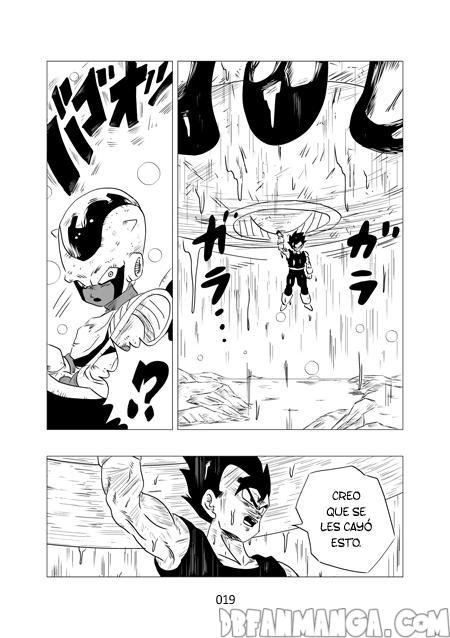 バゴオッ
ガラ…
ガラ
!?
CREO
QUE SE
LES CAYÓ
ESTO.
019
DBFANMANGA.COM